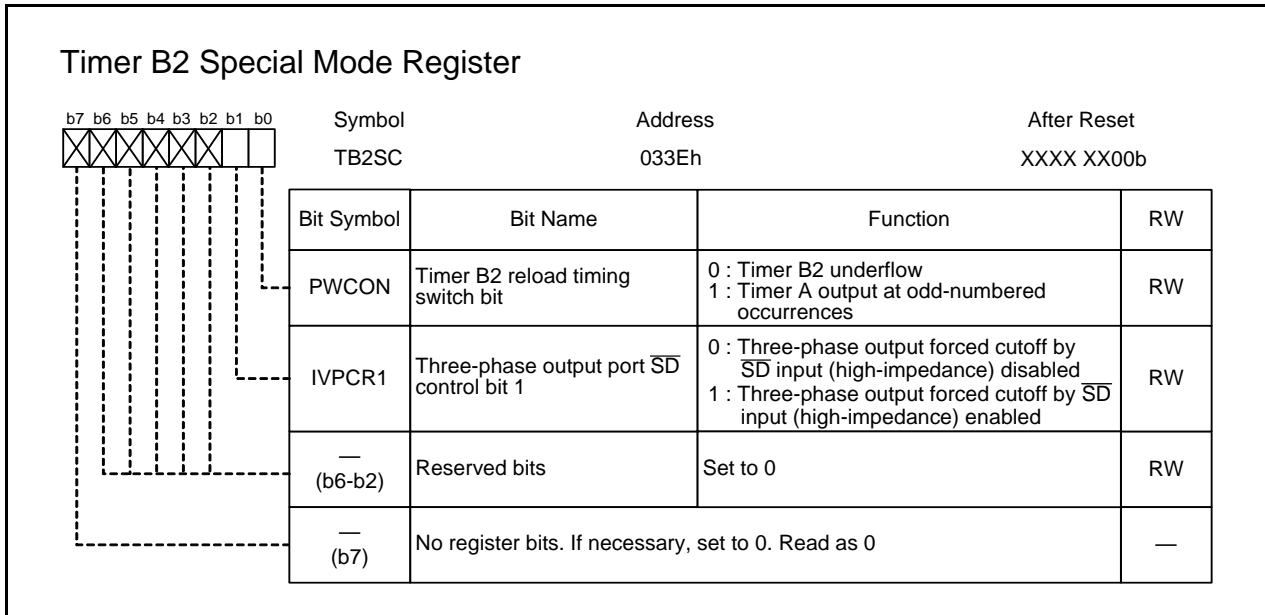 Timer B2 Special Mode Register
b7 b6 b5 b4 b3 b2 b1 b0
Symbol Address After Reset
TB2SC 033Eh XXXX XX00b
Bit Symbol Bit Name Function RW
PWCON Timer B2 reload timing switch bit 0 : Timer B2 underflow
1 : Timer A output at odd-numbered occurrences RW
IVPCR1 Three-phase output port S̅D̅ control bit 1 0 : Three-phase output forced cutoff by S̅D̅ input (high-impedance) disabled
1 : Three-phase output forced cutoff by S̅D̅ input (high-impedance) enabled RW
— (b6-b2) Reserved bits Set to 0 RW
— (b7) No register bits. If necessary, set to 0. Read as 0 —